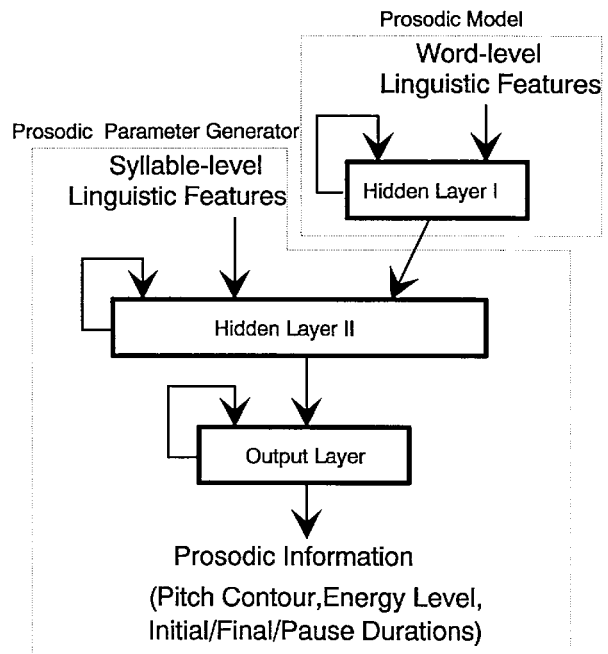 Prosodic Model
Word-level
Linguistic Features
Hidden Layer I
Prosodic Parameter Generator
Syllable-level
Linguistic Features
Hidden Layer II
Output Layer
Prosodic Information
(Pitch Contour,Energy Level,
Initial/Final/Pause Durations)